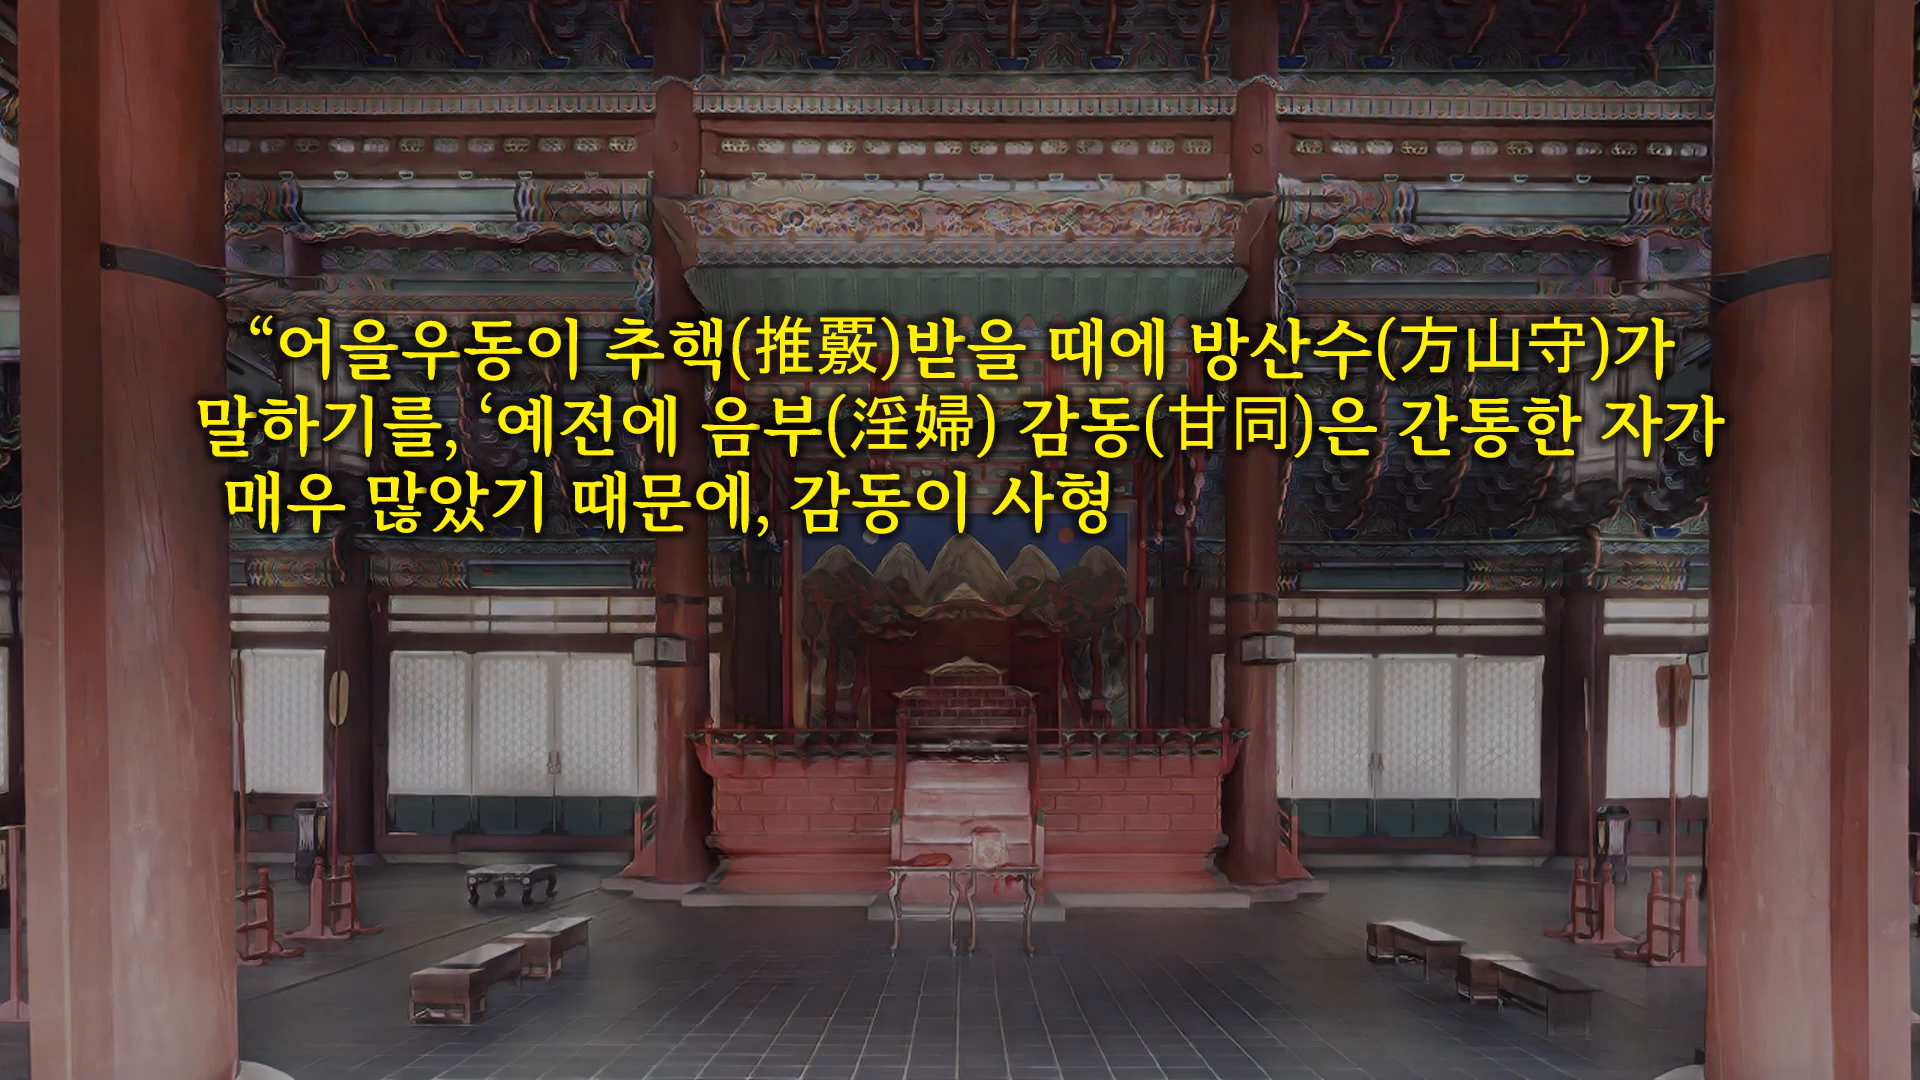 “어을우동이 추핵(推覈)받을 때에 방산수(方山守)가
말하기를, ‘예전에 음부(淫婦) 감동(甘同)은 간통한 자가
매우 많았기 때문에, 감동이 사형